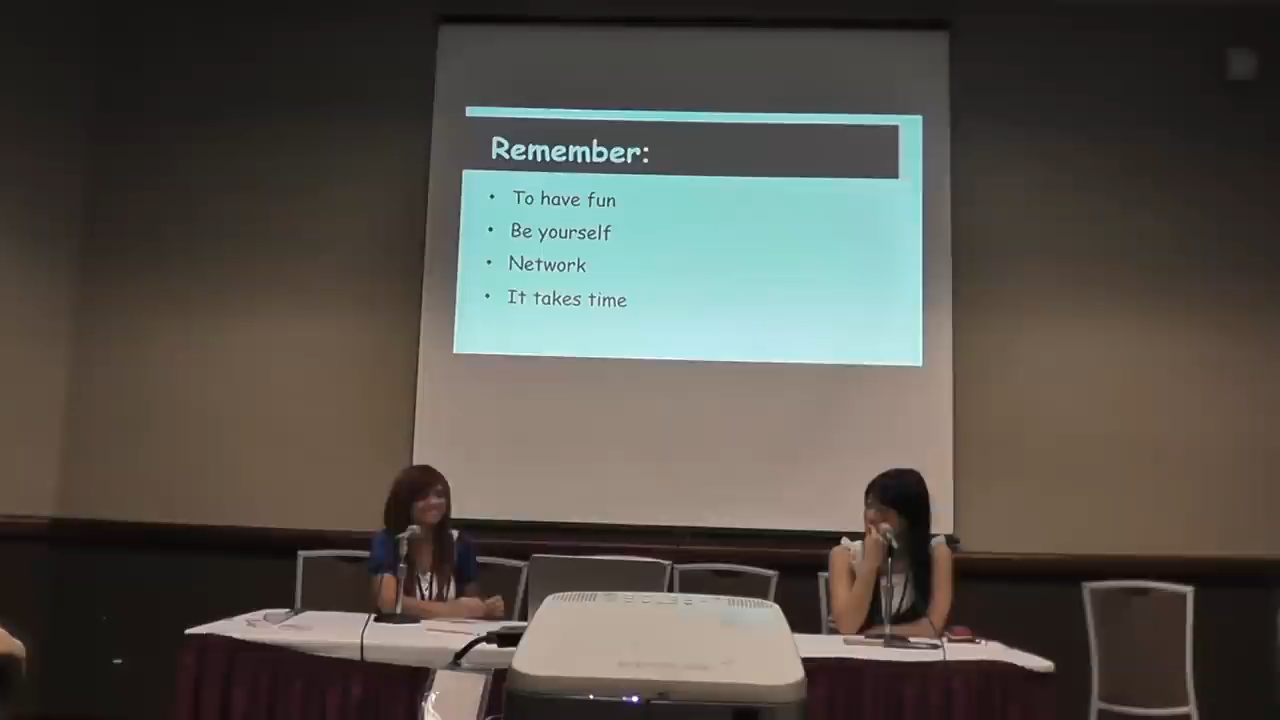 Remember:
• To have fun
• Be yourself
• Network
• It takes time